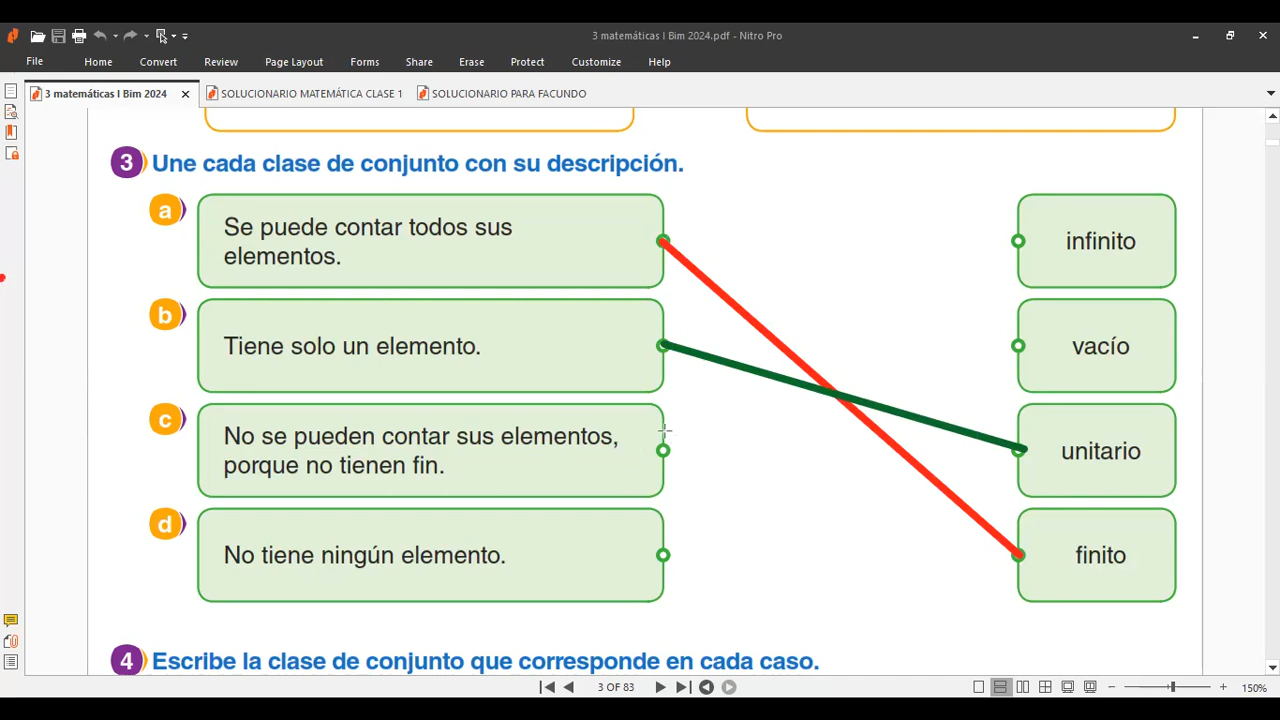 3 matemáticas I Bim 2024.pdf - Nitro Pro
File Home Convert Review Page Layout Forms Share Erase Protect Customize Help
3 matemáticas I Bim 2024 SOLUCIONARIO MATEMÁTICA CLASE 1 SOLUCIONARIO PARA FACUNDO
3 Une cada clase de conjunto con su descripción.
a Se puede contar todos sus
elementos.
infinito
b Tiene solo un elemento.
vacío
c No se pueden contar sus elementos,
porque no tienen fin.
unitario
d No tiene ningún elemento.
finito
4 Escribe la clase de conjunto que corresponde en cada caso.
3 OF 83
150%